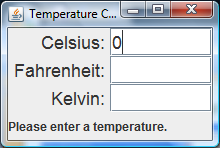 Temperature C...
Celsius: 0
Fahrenheit:
Kelvin:
Please enter a temperature.